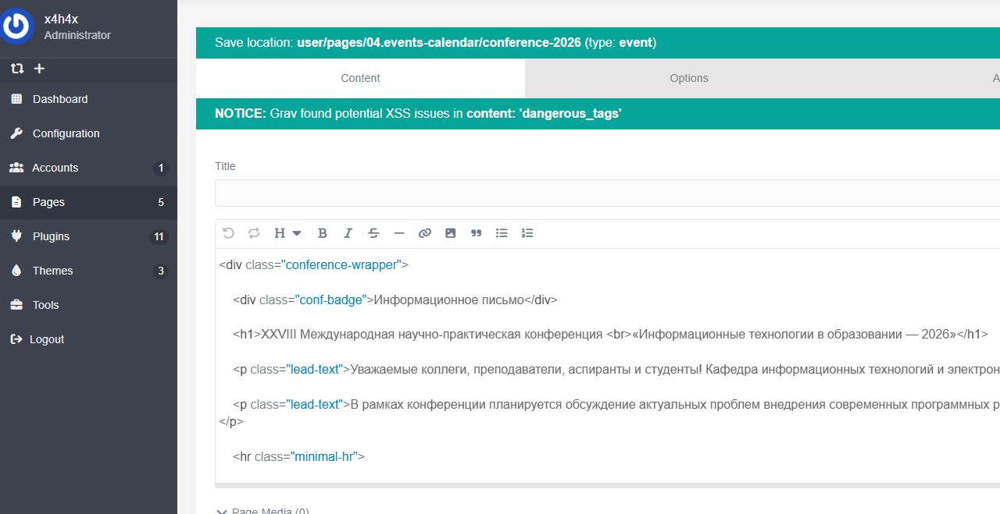 x4h4x
Administrator
Dashboard
Configuration
Accounts 1
Pages 5
Plugins 11
Themes 3
Tools
Logout
Save location: user/pages/04.events-calendar/conference-2026 (type: event)
Content Options A
NOTICE: Grav found potential XSS issues in content: 'dangerous_tags'
Title
H B I S
<div class="conference-wrapper">
<div class="conf-badge">Информационное письмо</div>
<h1>XXVIII Международная научно-практическая конференция <br>«Информационные технологии в образовании — 2026»</h1>
<p class="lead-text">Уважаемые коллеги, преподаватели, аспиранты и студенты! Кафедра информационных технологий и электрон
<p class="lead-text">В рамках конференции планируется обсуждение актуальных проблем внедрения современных программных р
</p>
<hr class="minimal-hr">
Page Media (0)